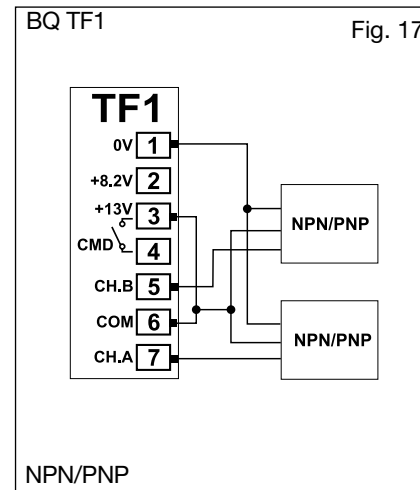 BQ TF1
Fig. 17
TF1
0V 1
+8.2V 2
+13V 3
CMD 4
CH.B 5
COM 6
CH.A 7
NPN/PNP
NPN/PNP
NPN/PNP